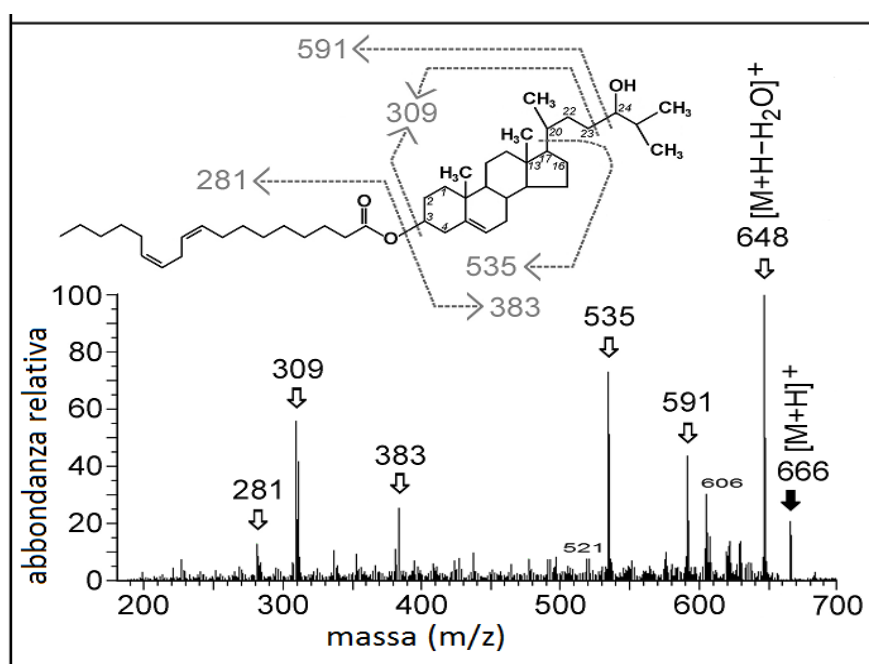 591
309
281
535
383
OH
CH₃
22
24
20
23
CH₃
CH₃
H₃C
17
13
16
CH₃
H₃C
1
2
3
4
O
O
[M+H-H₂O]⁺
648
[M+H]⁺
666
606
591
535
521
383
309
281
abbondanza relativa
100
80
60
40
20
0
200
300
400
500
600
700
massa (m/z)